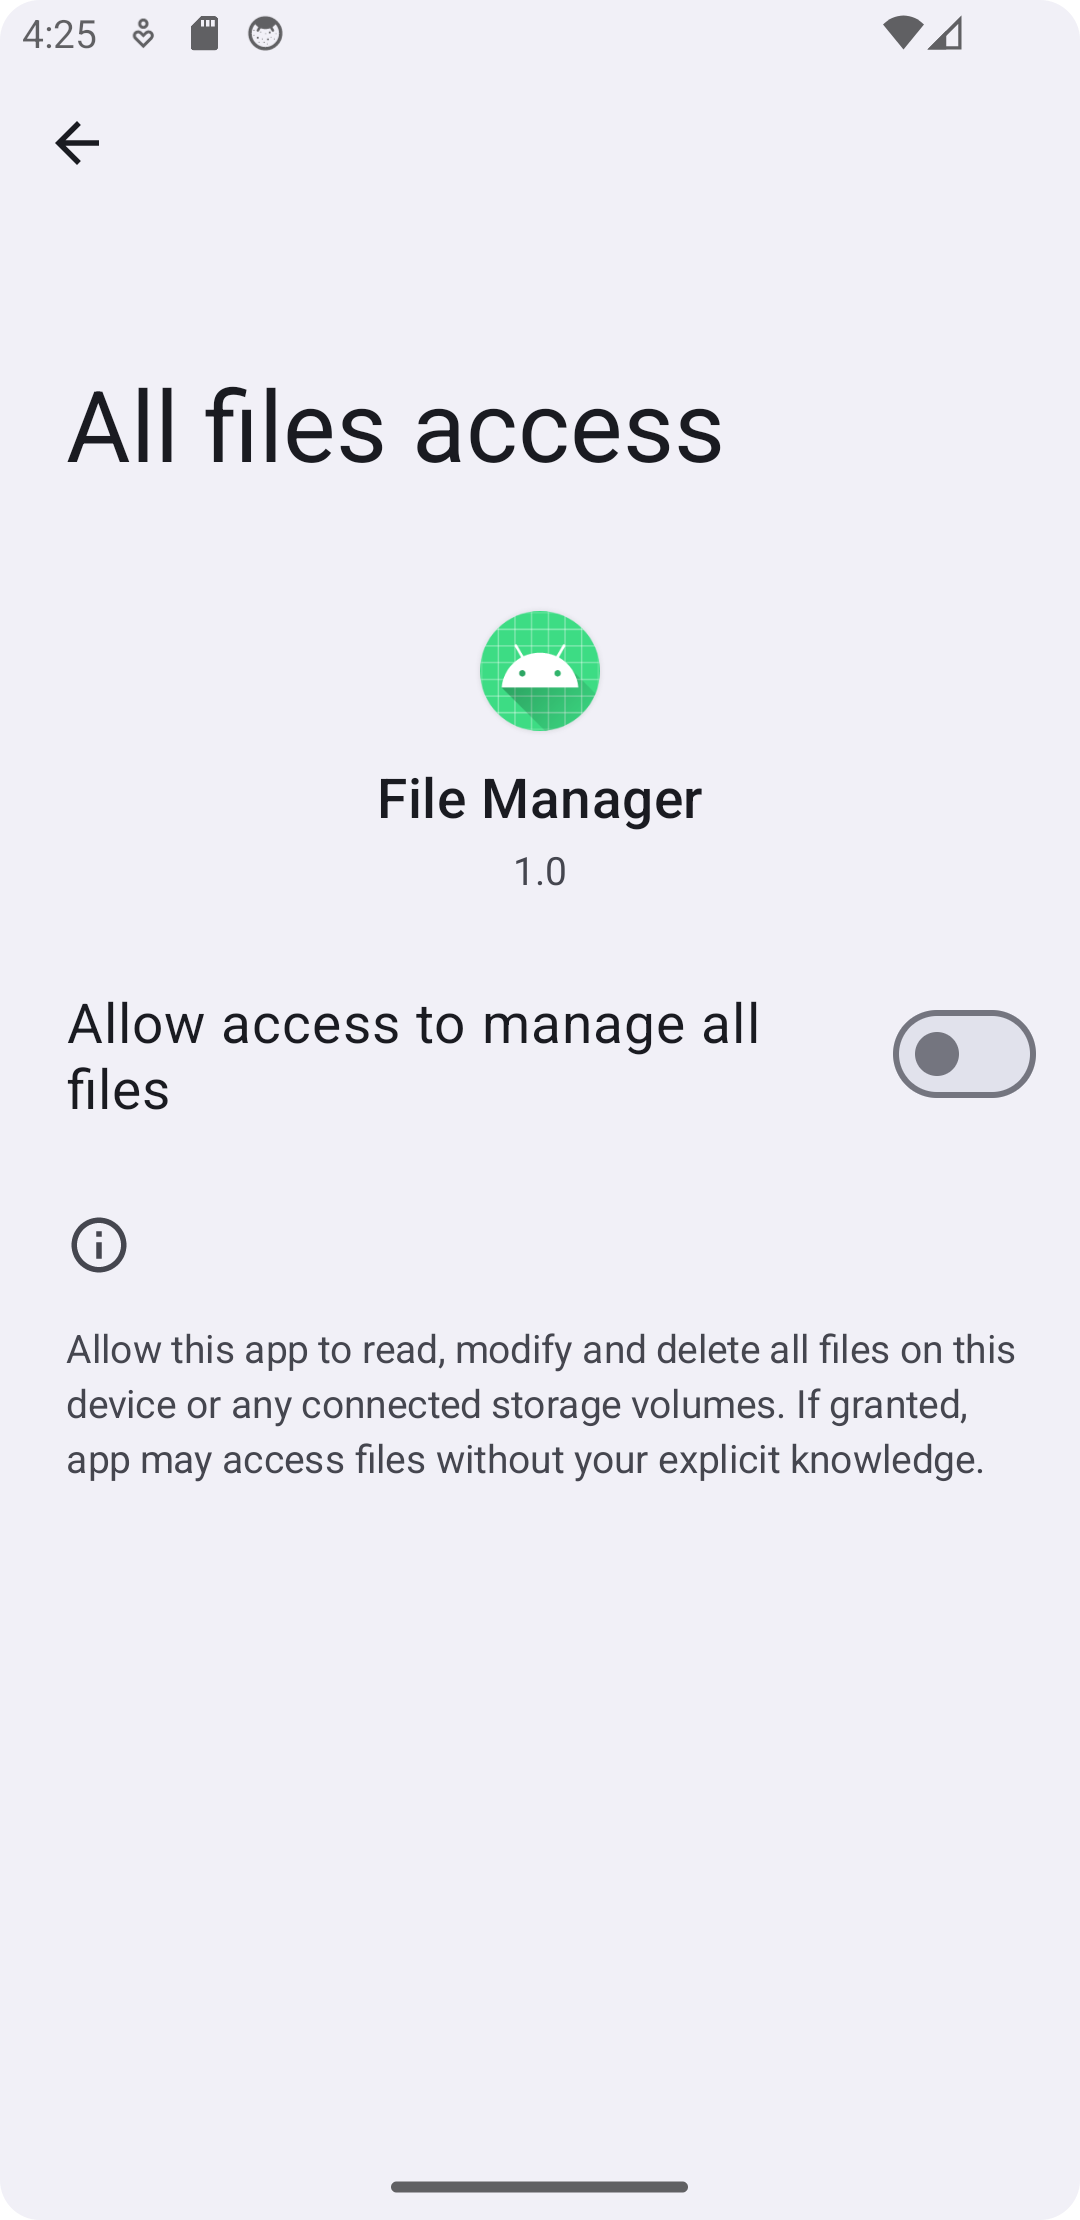 4:25
All files access
File Manager
1.0
Allow access to manage all
files
Allow this app to read, modify and delete all files on this
device or any connected storage volumes. If granted,
app may access files without your explicit knowledge.